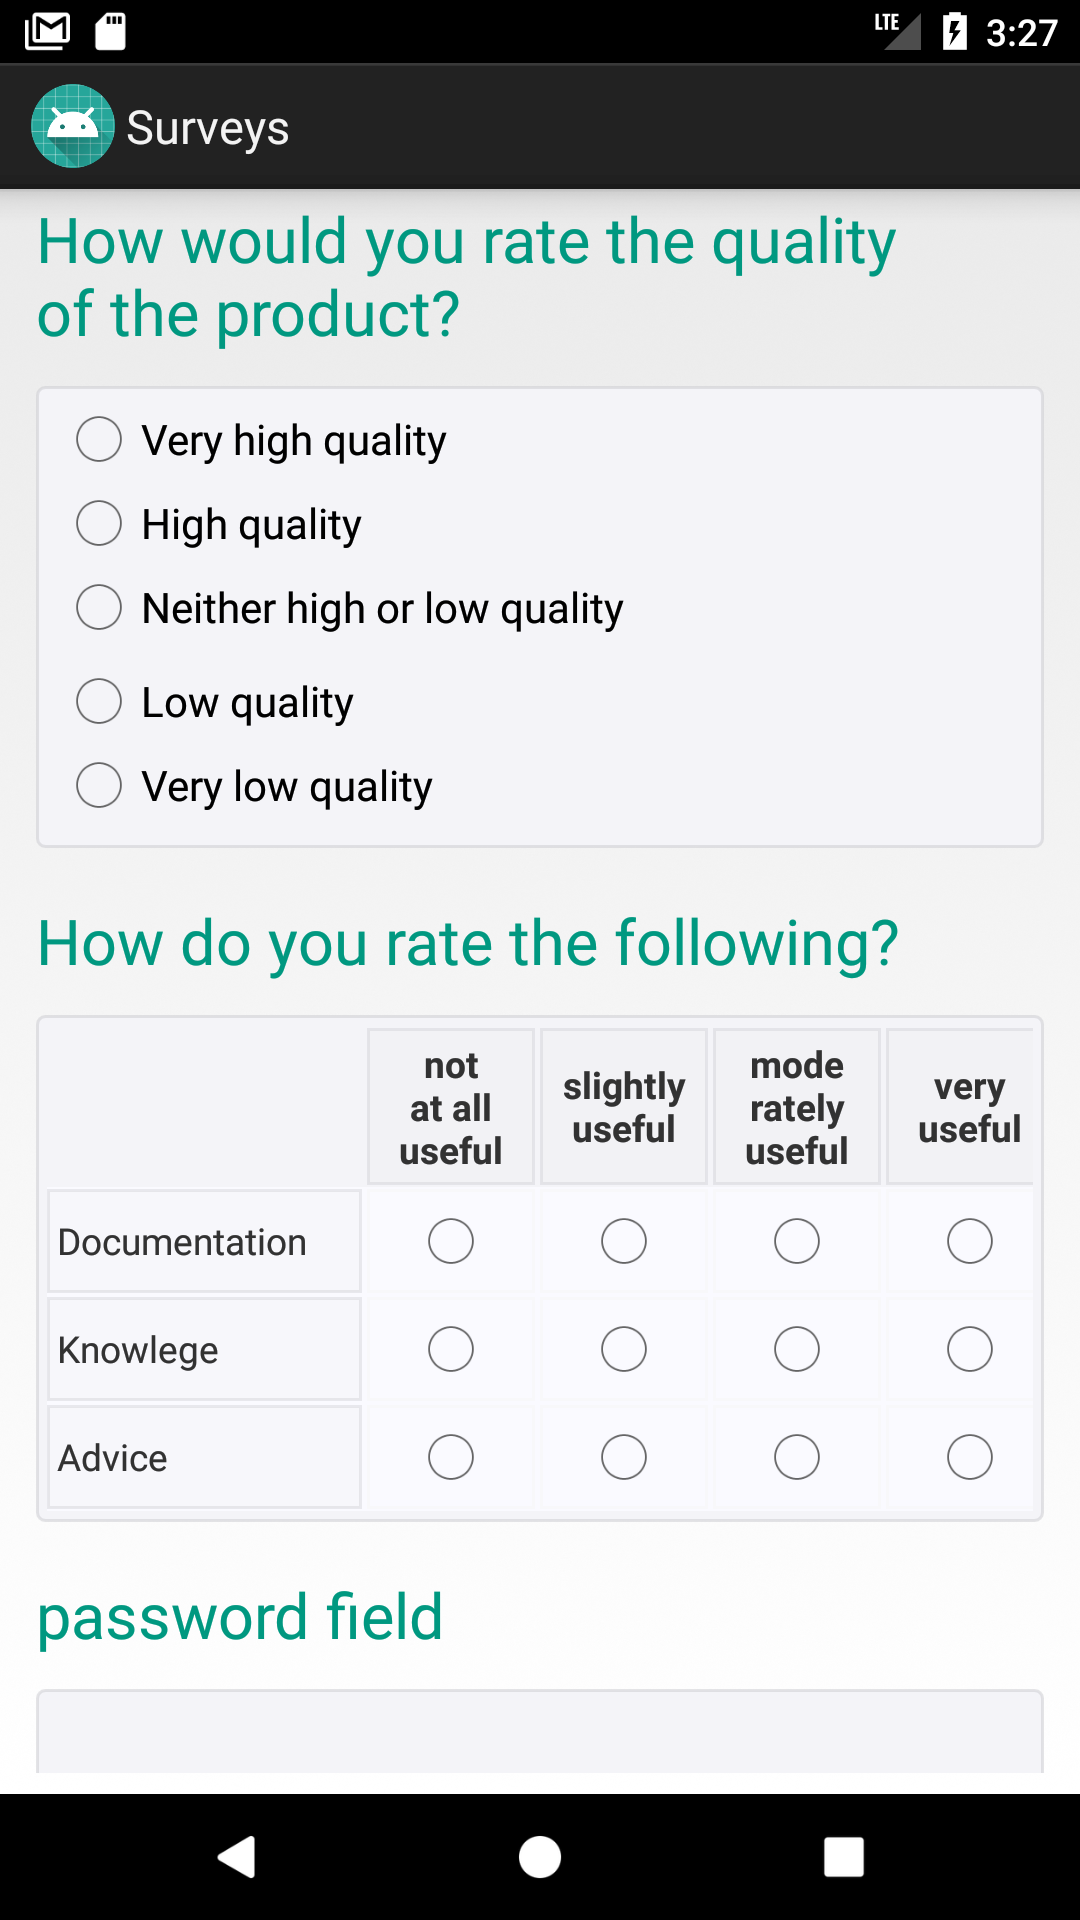 LTE 3:27
Surveys
How would you rate the quality
of the product?
Very high quality
High quality
Neither high or low quality
Low quality
Very low quality
How do you rate the following?
not
at all
useful
slightly
useful
mode
rately
useful
very
useful
Documentation
Knowlege
Advice
password field